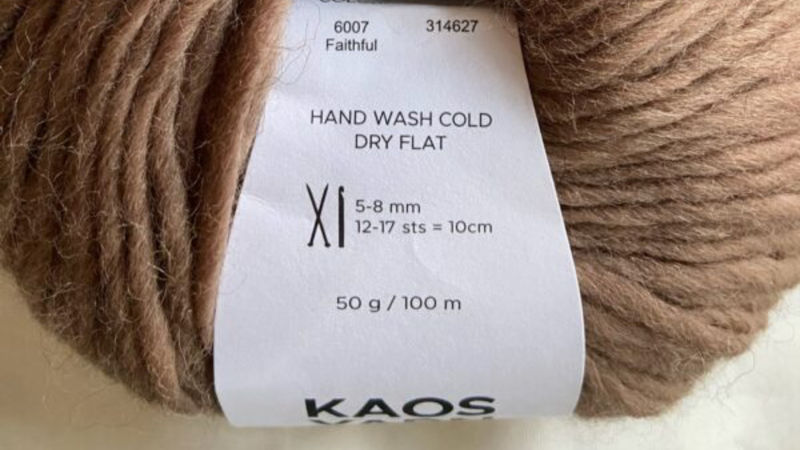 6007 314627
Faithful
HAND WASH COLD
DRY FLAT
5-8 mm
12-17 sts = 10cm
50 g / 100 m
KAOS